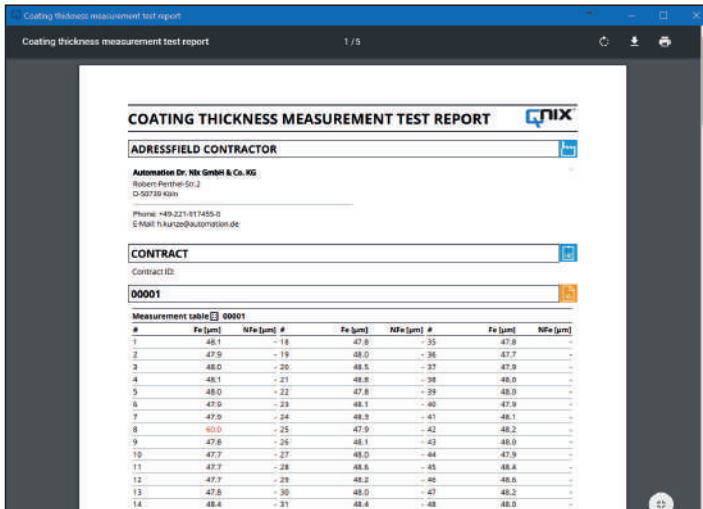 Coating thickness measurement test report
Coating thickness measurement test report 1/5
COATING THICKNESS MEASUREMENT TEST REPORT QNIX
ADRESSFIELD CONTRACTOR
Automation Dr. Nix GmbH & Co. KG
Robert-Perthel-Str.2
D-50739 Köln
Phone: +49-221-917455-0
E-Mail: h.kunze@automation.de
CONTRACT
Contract ID:
00001
Measurement table 00001
# Fe [µm] NFe [µm] # Fe [µm] NFe [µm] # Fe [µm] NFe [µm]
1 48.1 - 18 47.8 - 35 47.8 -
2 47.9 - 19 48.0 - 36 47.7 -
3 48.0 - 20 48.5 - 37 47.9 -
4 48.1 - 21 48.8 - 38 48.0 -
5 48.0 - 22 47.8 - 39 48.0 -
6 47.9 - 23 48.1 - 40 47.9 -
7 47.9 - 24 48.3 - 41 48.1 -
8 60.0 - 25 47.9 - 42 48.2 -
9 47.8 - 26 48.1 - 43 48.0 -
10 47.7 - 27 48.0 - 44 47.9 -
11 47.7 - 28 48.6 - 45 48.4 -
12 47.7 - 29 48.2 - 46 48.6 -
13 47.8 - 30 48.0 - 47 48.2 -
14 48.4 - 31 48.4 - 48 48.0 -